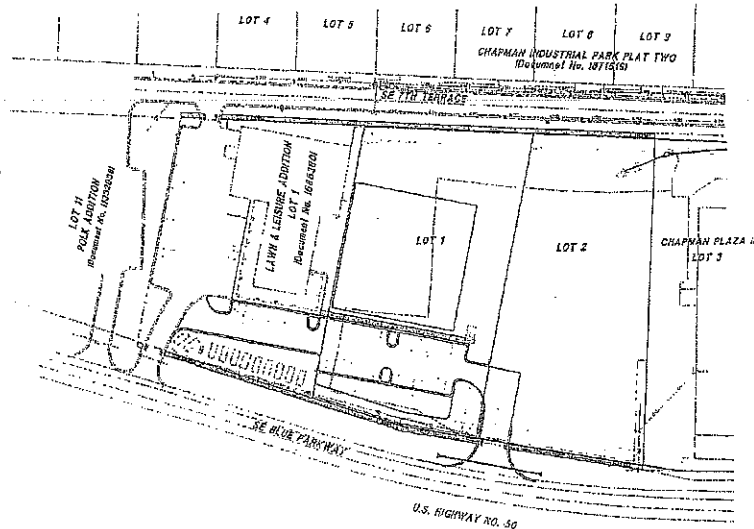 LOT 4
LOT 5
LOT 6
LOT 7
LOT 8
LOT 9
CHAPMAN INDUSTRIAL PARK PLAT TWO
SE 7TH TERRACE
LOT 11
POLK ADDITION
LAWN & LEISURE ADDITION
LOT 1
LOT 1
LOT 2
CHAPMAN PLAZA
LOT 3
SE BLUE PARKWAY
U.S. HIGHWAY NO. 50